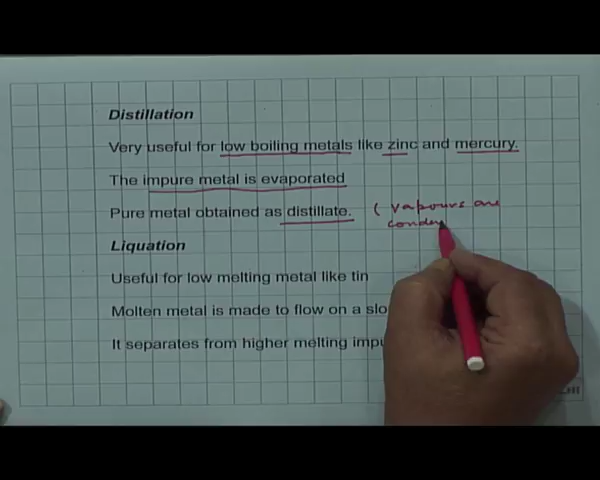 Distillation
Very useful for low boiling metals like zinc and mercury.
The impure metal is evaporated
Pure metal obtained as distillate. ( vapours are
conden
Liquation
Useful for low melting metal like tin
Molten metal is made to flow on a slo
It separates from higher melting impu